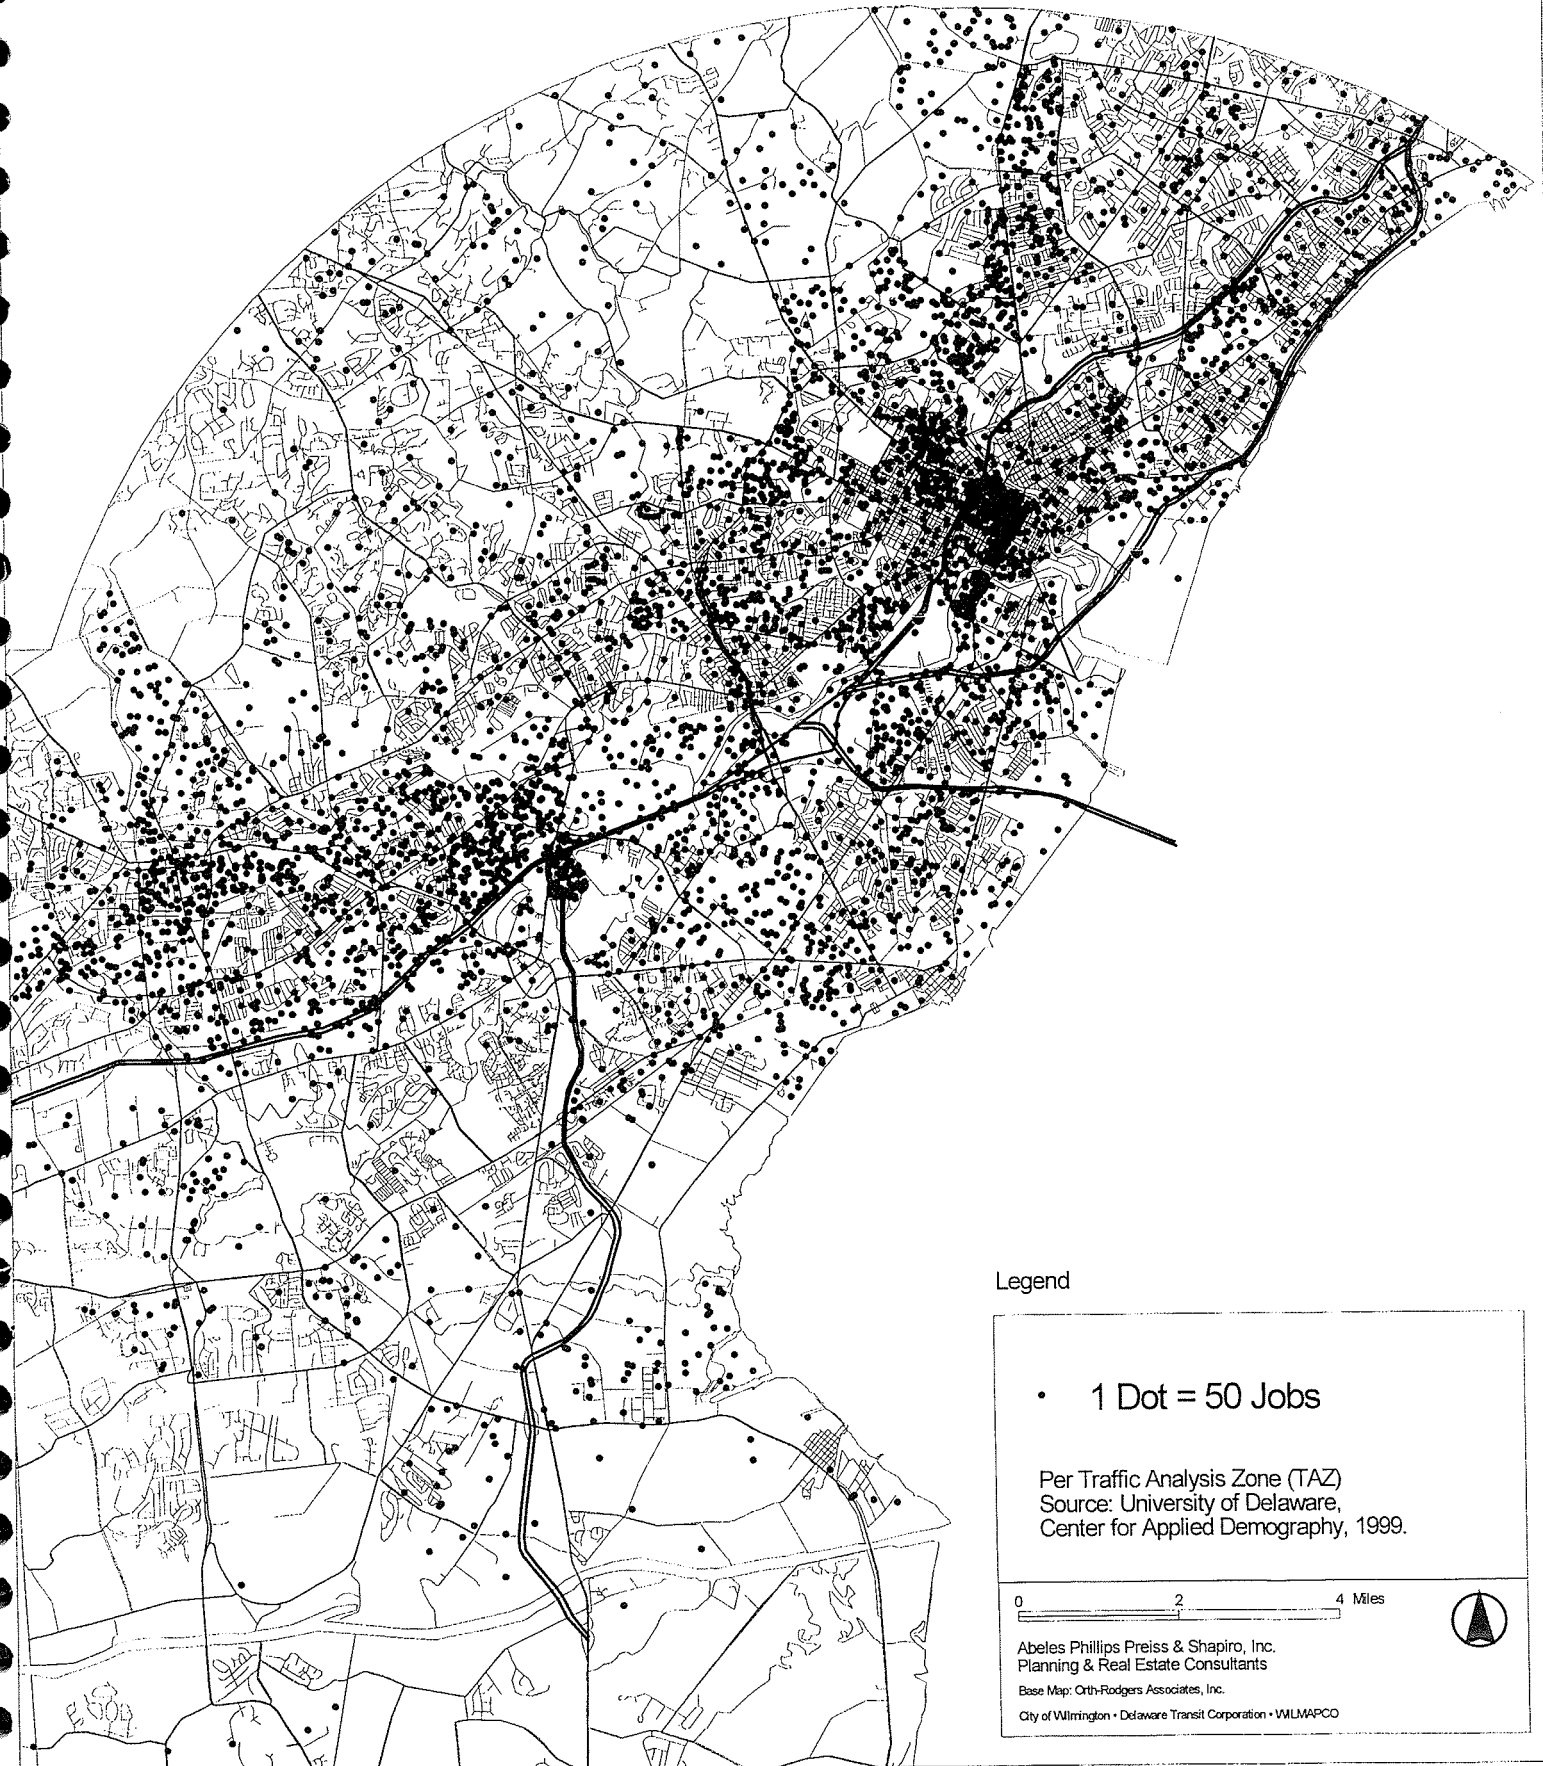 Legend
1 Dot = 50 Jobs
Per Traffic Analysis Zone (TAZ)
Source: University of Delaware,
Center for Applied Demography, 1999.
0 2 4 Miles
Abeles Phillips Preiss & Shapiro, Inc.
Planning & Real Estate Consultants
Base Map: Orth-Rodgers Associates, Inc.
City of Wilmington • Delaware Transit Corporation • WILMAPCO